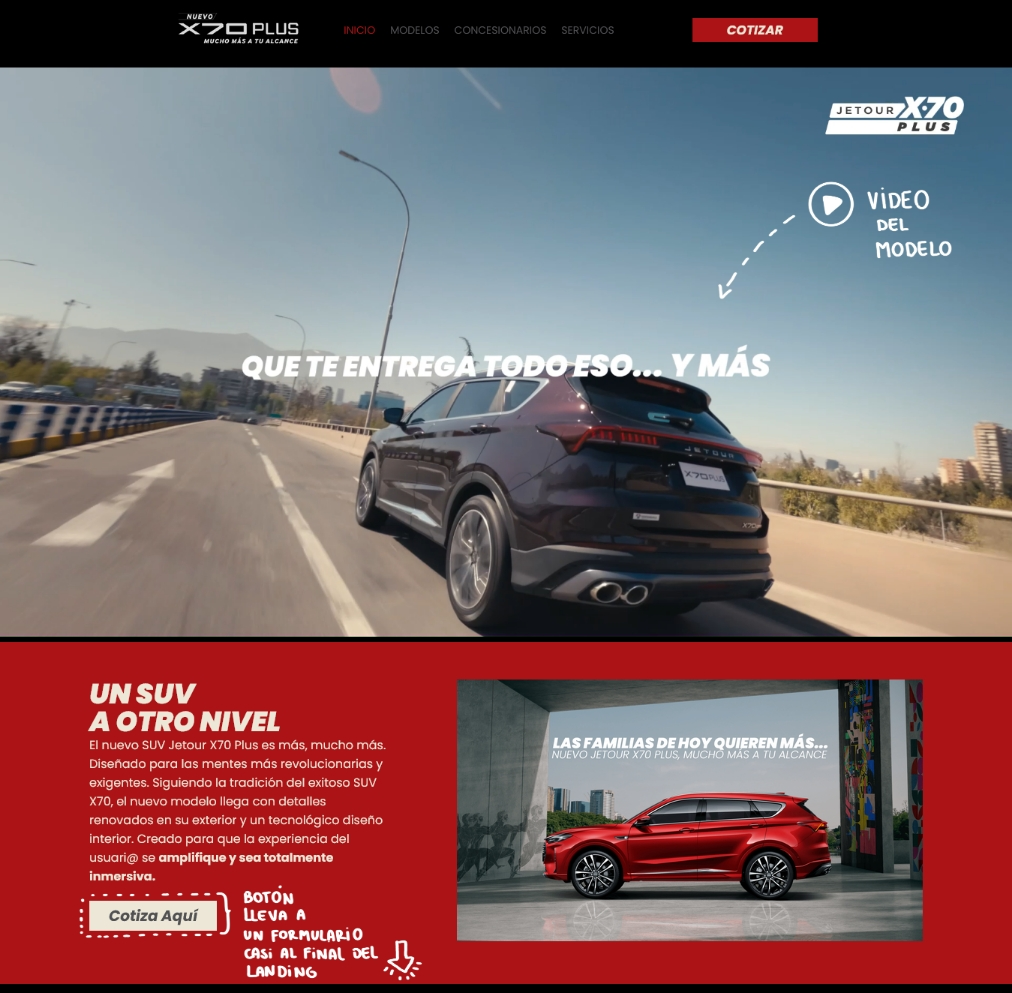 NUEVO
X70 PLUS
MUCHO MÁS A TU ALCANCE
INICIO MODELOS CONCESIONARIOS SERVICIOS
COTIZAR
JETOUR X·70
PLUS
VIDEO
DEL
MODELO
QUE TE ENTREGA TODO ESO... Y MÁS
JETOUR
X70 PLUS
UN SUV
A OTRO NIVEL
El nuevo SUV Jetour X70 Plus es más, mucho más.
Diseñado para las mentes más revolucionarias y
exigentes. Siguiendo la tradición del exitoso SUV
X70, el nuevo modelo llega con detalles
renovados en su exterior y un tecnológico diseño
interior. Creado para que la experiencia del
usuari@ se amplifique y sea totalmente
inmersiva.
Cotiza Aquí
BOTÓN
LLEVA A
UN FORMULARIO
CASI AL FINAL DEL
LANDING
LAS FAMILIAS DE HOY QUIEREN MÁS...
NUEVO JETOUR X70 PLUS, MUCHO MÁS A TU ALCANCE